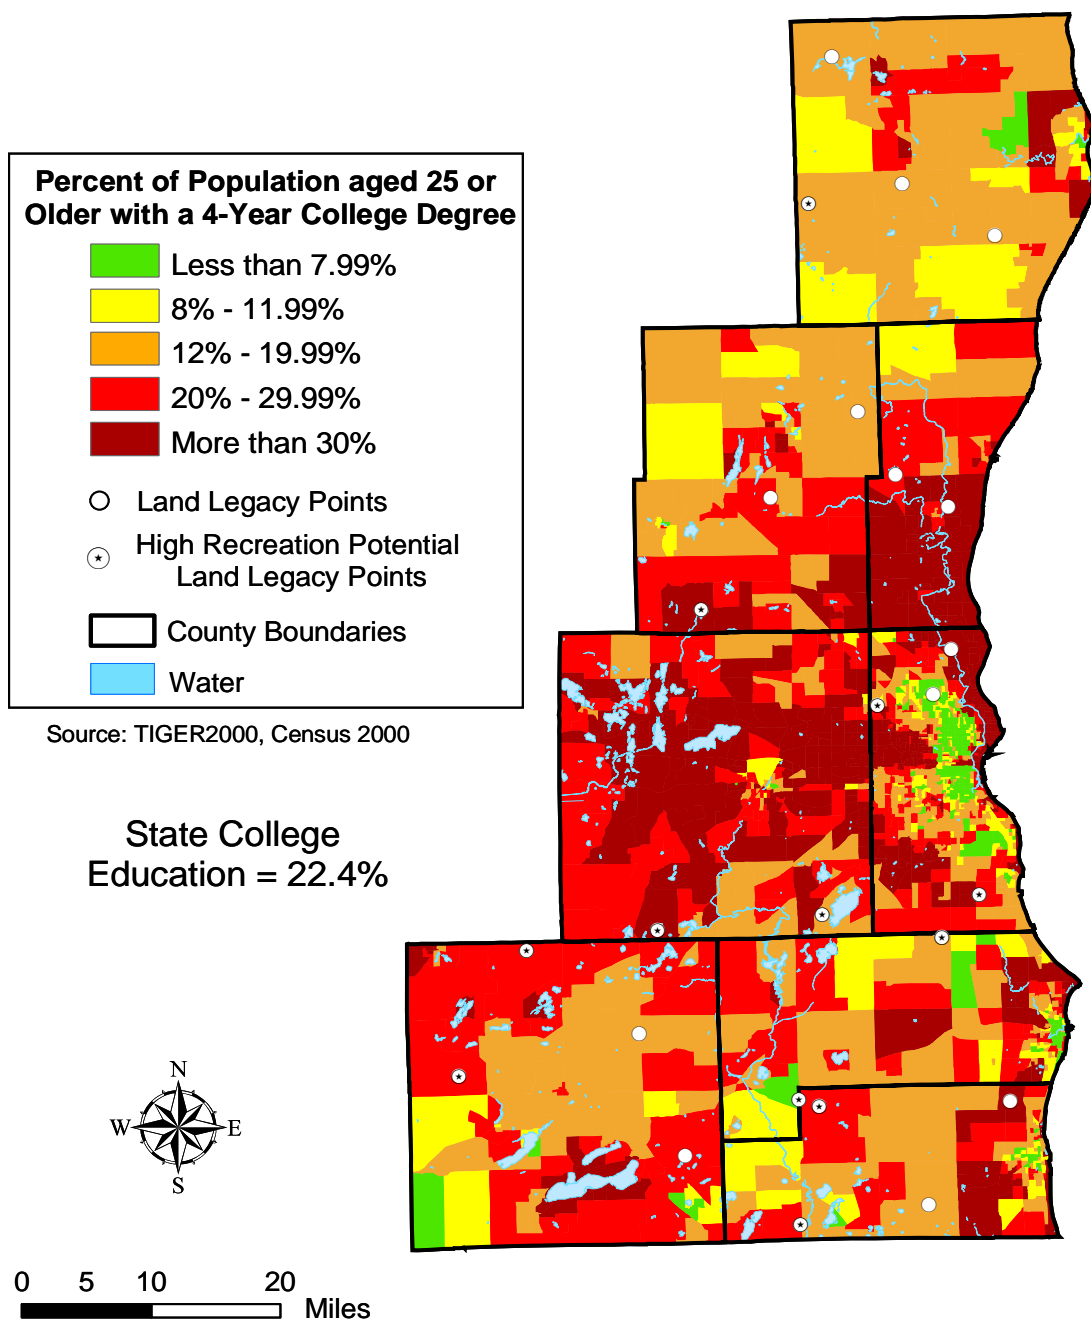 Percent of Population aged 25 or
Older with a 4-Year College Degree
Less than 7.99%
8% - 11.99%
12% - 19.99%
20% - 29.99%
More than 30%
Land Legacy Points
High Recreation Potential
Land Legacy Points
County Boundaries
Water
Source: TIGER2000, Census 2000
State College
Education = 22.4%
N
W E
S
0 5 10 20
Miles